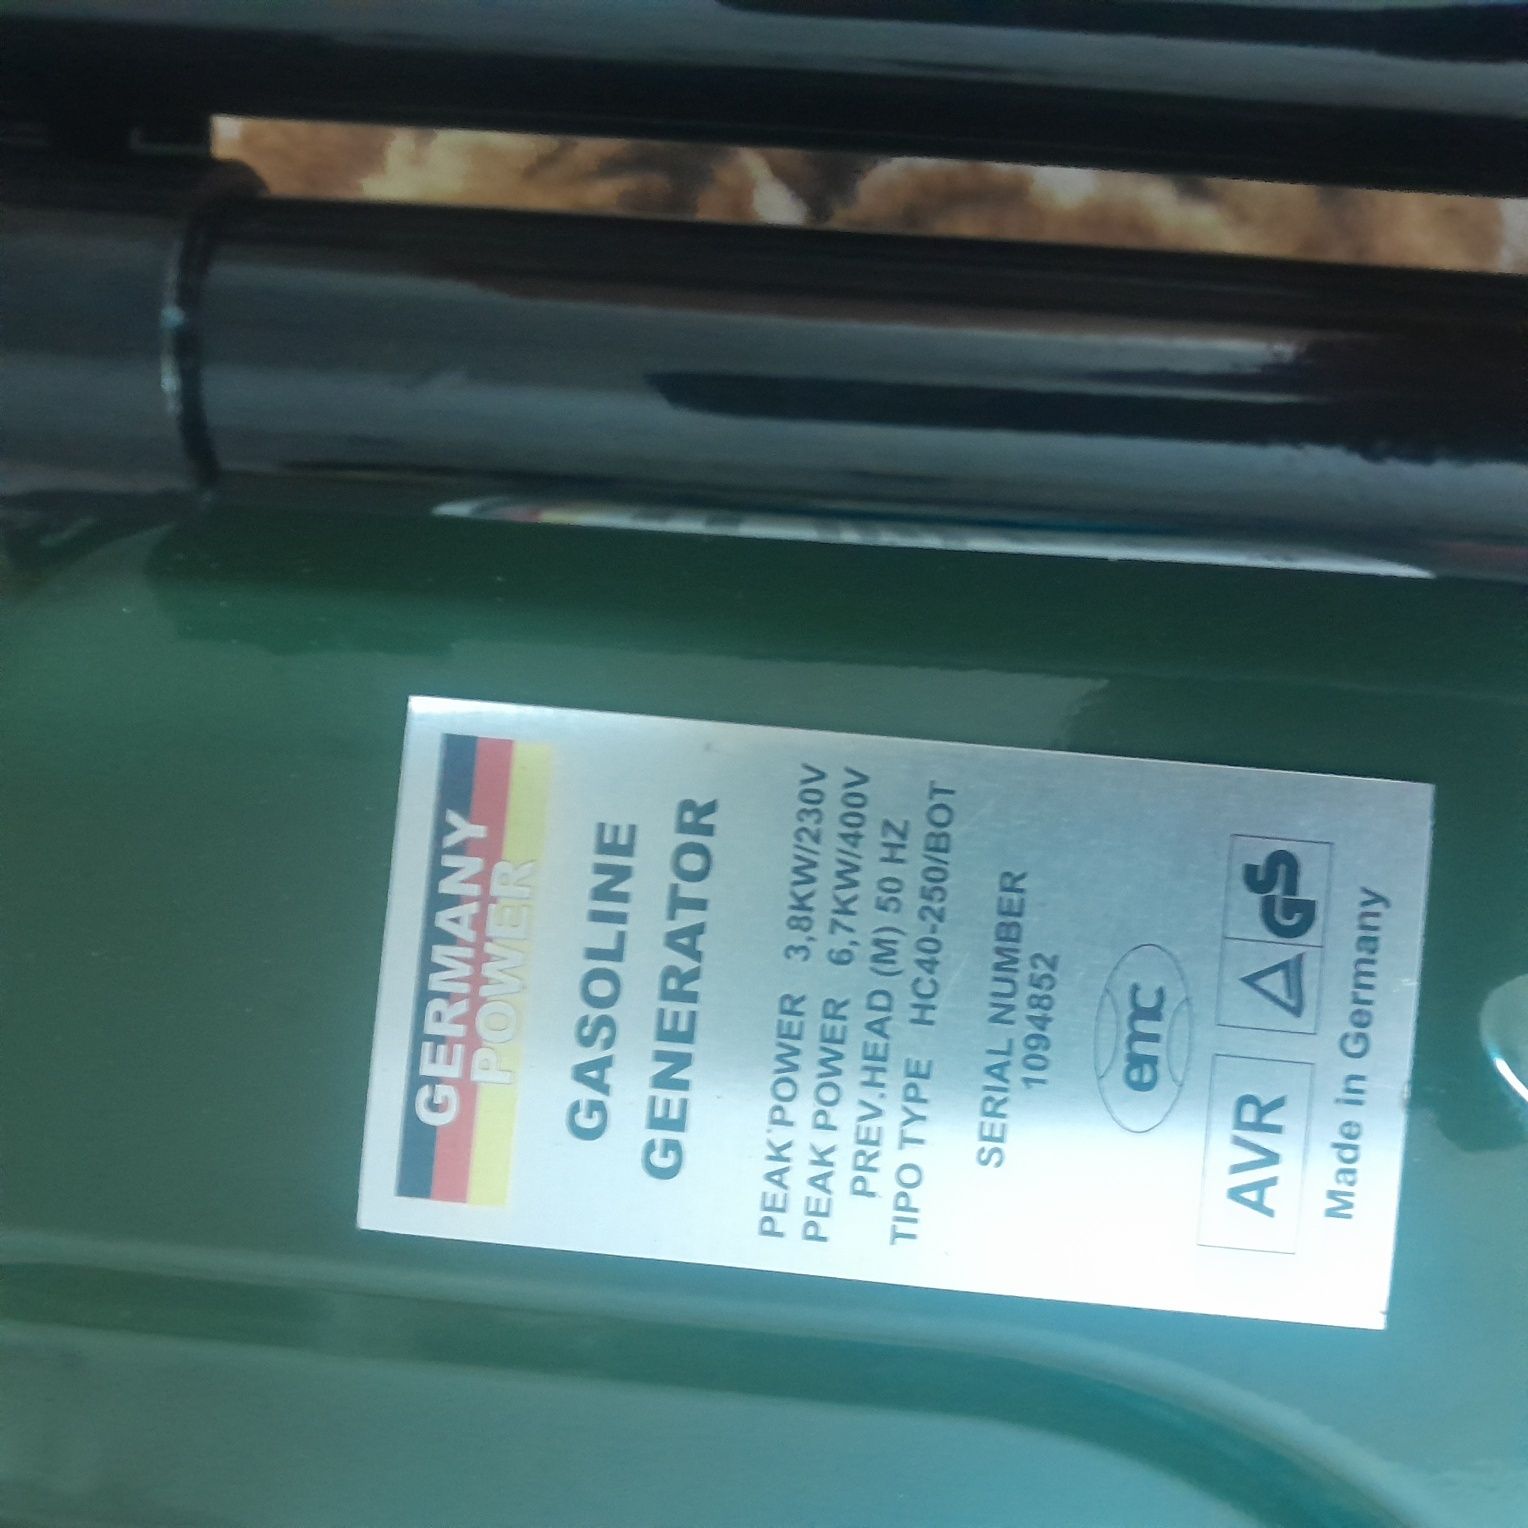 GERMANY
POWER
GASOLINE
GENERATOR
PEAK POWER 3,8KW/230V
PEAK POWER 6,7KW/400V
PREV.HEAD (M) 50 HZ
TIPO TYPE HC40-250/BOT
SERIAL NUMBER
1094852
emc
AVR GS
Made in Germany